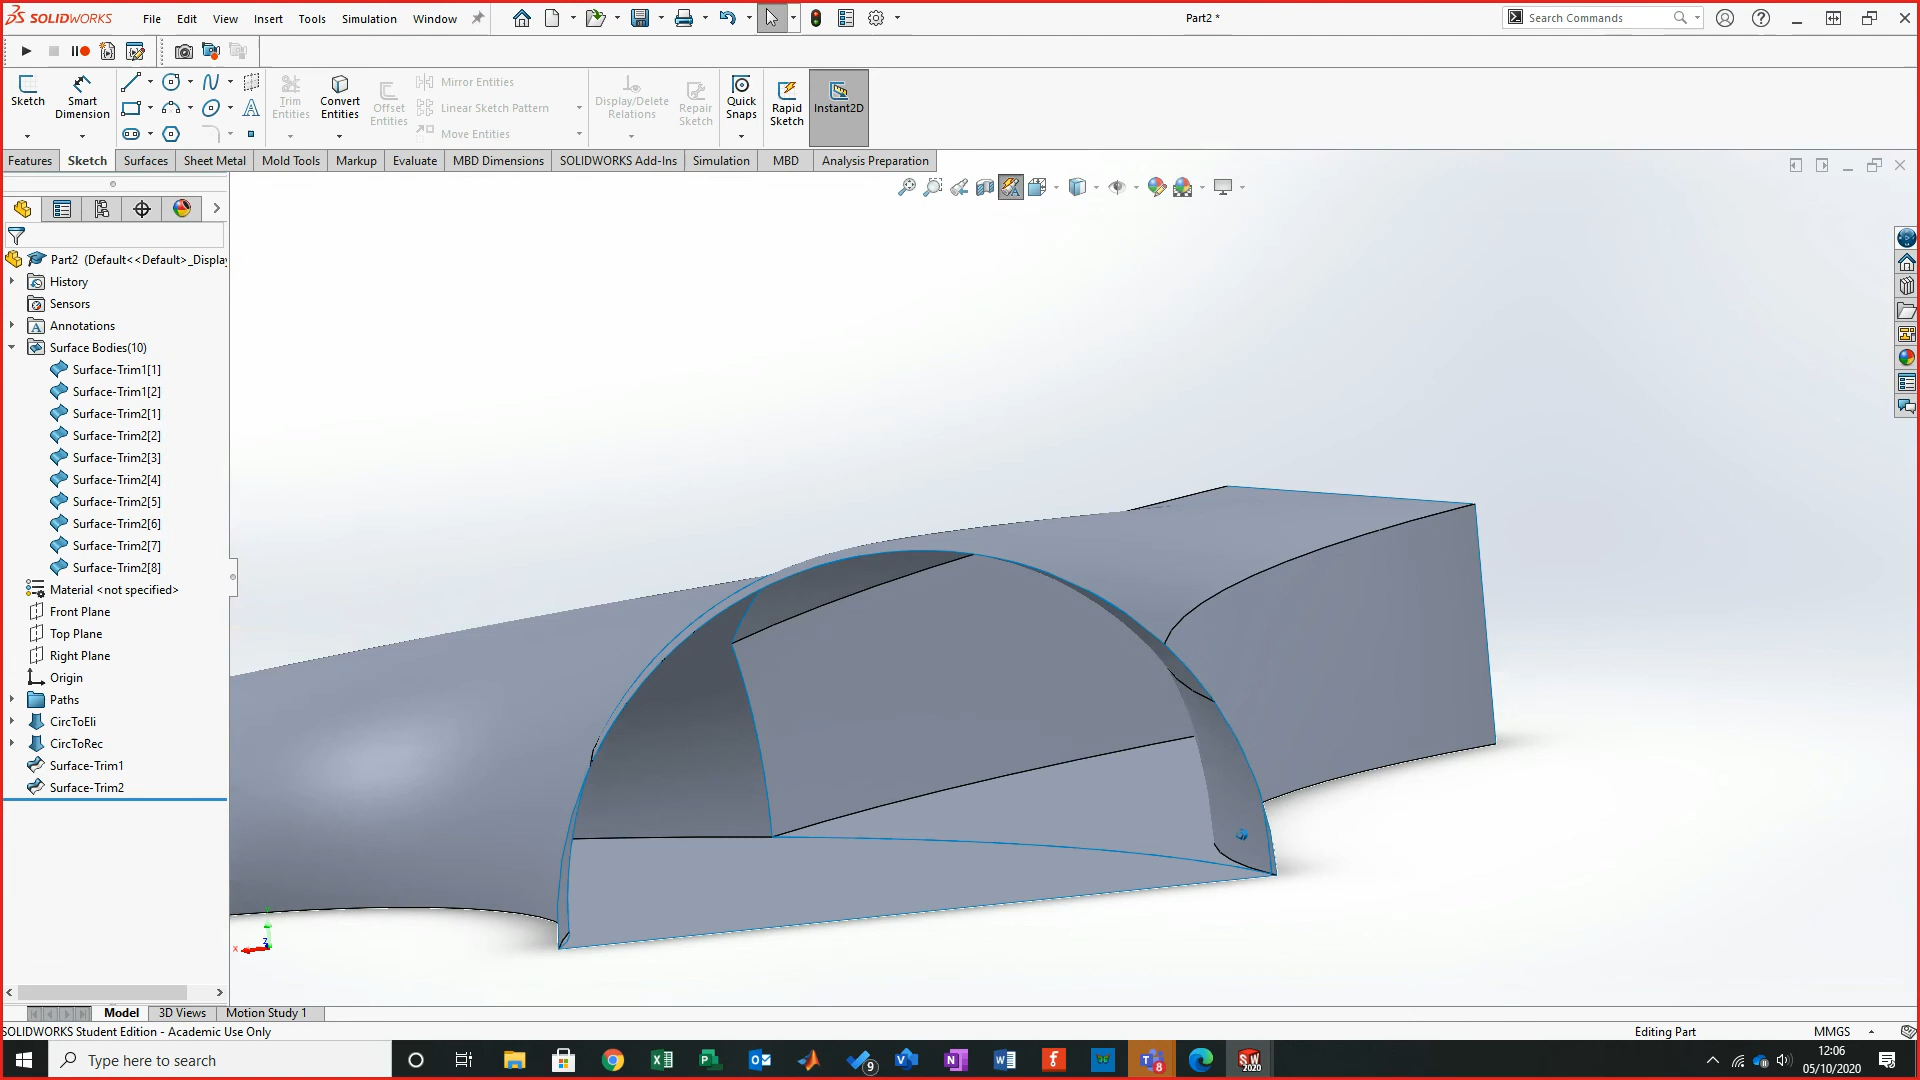 SOLIDWORKS File Edit View Insert Tools Simulation Window Part2 * Search Commands
Sketch Smart Dimension Trim Entities Convert Entities Offset Entities Mirror Entities Linear Sketch Pattern Move Entities Display/Delete Relations Repair Sketch Quick Snaps Rapid Sketch Instant2D
Features Sketch Surfaces Sheet Metal Mold Tools Markup Evaluate MBD Dimensions SOLIDWORKS Add-Ins Simulation MBD Analysis Preparation
Part2 (Default<<Default>_Display
History
Sensors
Annotations
Surface Bodies(10)
Surface-Trim1[1]
Surface-Trim1[2]
Surface-Trim2[1]
Surface-Trim2[2]
Surface-Trim2[3]
Surface-Trim2[4]
Surface-Trim2[5]
Surface-Trim2[6]
Surface-Trim2[7]
Surface-Trim2[8]
Material <not specified>
Front Plane
Top Plane
Right Plane
Origin
Paths
CircToEli
CircToRec
Surface-Trim1
Surface-Trim2
x z
Model 3D Views Motion Study 1
SOLIDWORKS Student Edition - Academic Use Only Editing Part MMGS
Type here to search 9 8 SW 2020 12:06
05/10/2020